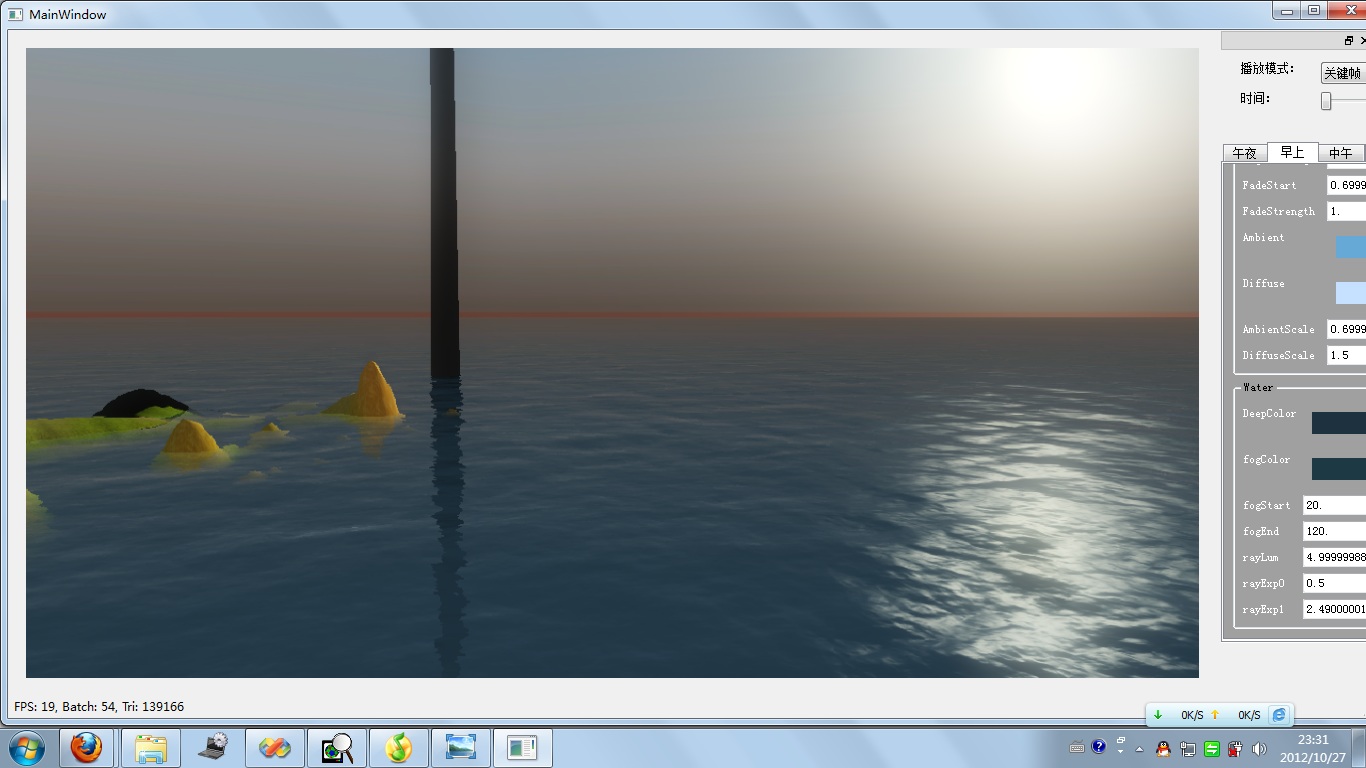 MainWindow
播放模式:
关键帧
时间:
午夜 早上 中午
FadeStart 0.6999
FadeStrength 1.
Ambient
Diffuse
AmbientScale 0.6999
DiffuseScale 1.5
Water
DeepColor
fogColor
fogStart 20.
fogEnd 120.
rayLum 4.99999988
rayExp0 0.5
rayExp1 2.49000001
FPS: 19, Batch: 54, Tri: 139166
0K/S 0K/S
23:31
2012/10/27